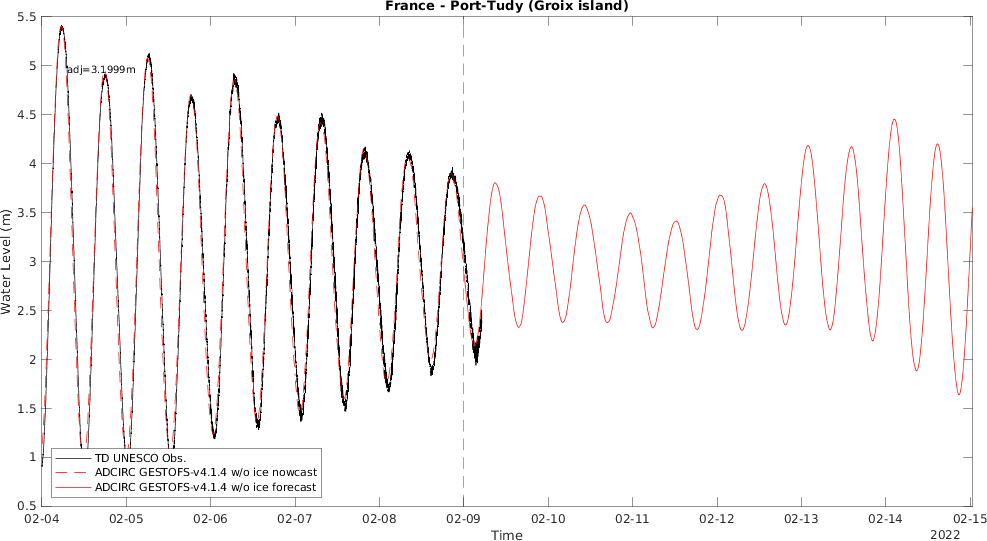 France - Port-Tudy (Groix island)
5.5
5
4.5
4
3.5
3
2.5
2
1.5
1
0.5
Water Level (m)
adj=3.1999m
TD UNESCO Obs.
ADCIRC GESTOFS-v4.1.4 w/o ice nowcast
ADCIRC GESTOFS-v4.1.4 w/o ice forecast
02-04 02-05 02-06 02-07 02-08 02-09 02-10 02-11 02-12 02-13 02-14 02-15
Time
2022